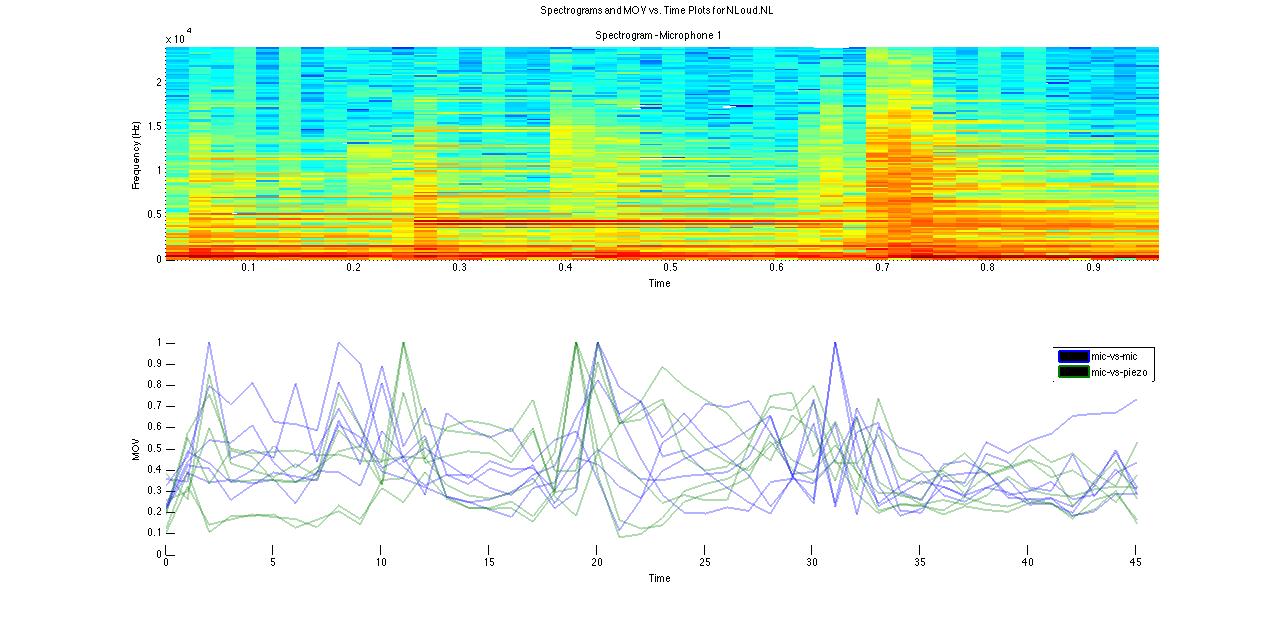 Spectrograms and MOV vs. Time Plots for NLoud.NL
Spectrogram - Microphone 1
x 10^4
Frequency (Hz)
2
1.5
1
0.5
0
0.1 0.2 0.3 0.4 0.5 0.6 0.7 0.8 0.9
Time
MOV
1
0.9
0.8
0.7
0.6
0.5
0.4
0.3
0.2
0.1
0
mic-vs-mic
mic-vs-piezo
0 5 10 15 20 25 30 35 40 45
Time